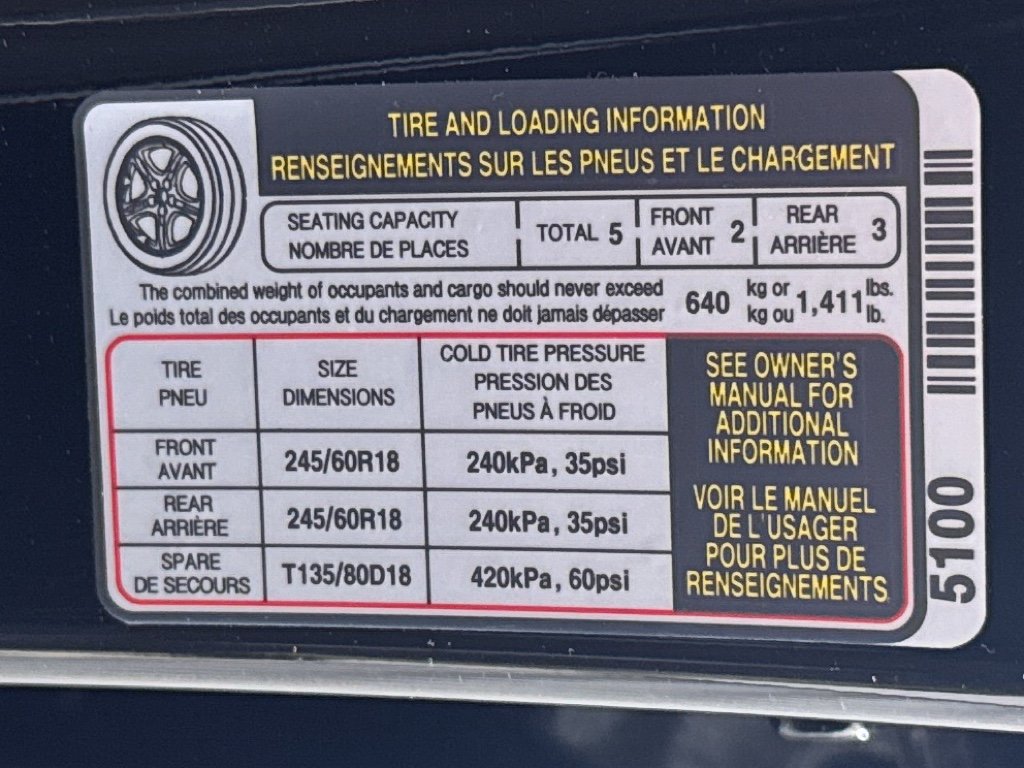 TIRE AND LOADING INFORMATION
RENSEIGNEMENTS SUR LES PNEUS ET LE CHARGEMENT
SEATING CAPACITY
NOMBRE DE PLACES
TOTAL 5
FRONT
AVANT 2
REAR
ARRIÈRE 3
The combined weight of occupants and cargo should never exceed 640 kg or 1,411 lbs.
Le poids total des occupants et du chargement ne doit jamais dépasser kg ou lb.
TIRE
PNEU
SIZE
DIMENSIONS
COLD TIRE PRESSURE
PRESSION DES
PNEUS À FROID
FRONT
AVANT
245/60R18
240kPa, 35psi
REAR
ARRIÈRE
245/60R18
240kPa, 35psi
SPARE
DE SECOURS
T135/80D18
420kPa, 60psi
SEE OWNER'S
MANUAL FOR
ADDITIONAL
INFORMATION
VOIR LE MANUEL
DE L'USAGER
POUR PLUS DE
RENSEIGNEMENTS
5100